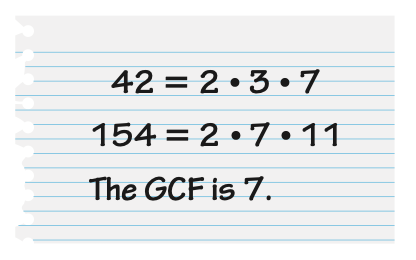 42 = 2 • 3 • 7
154 = 2 • 7 • 11
The GCF is 7.